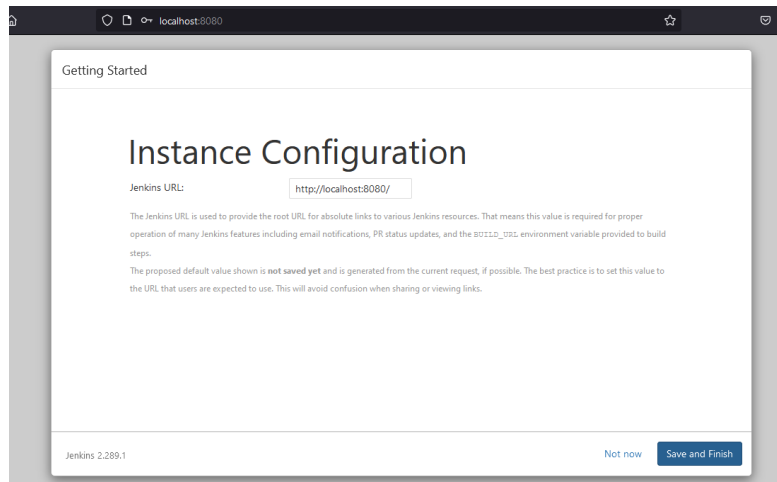 localhost:8080
Getting Started
Instance Configuration
Jenkins URL: http://localhost:8080/
The Jenkins URL is used to provide the root URL for absolute links to various Jenkins resources. That means this value is required for proper
operation of many Jenkins features including email notifications, PR status updates, and the BUILD_URL environment variable provided to build
steps.
The proposed default value shown is not saved yet and is generated from the current request, if possible. The best practice is to set this value to
the URL that users are expected to use. This will avoid confusion when sharing or viewing links.
Jenkins 2.289.1 Not now Save and Finish